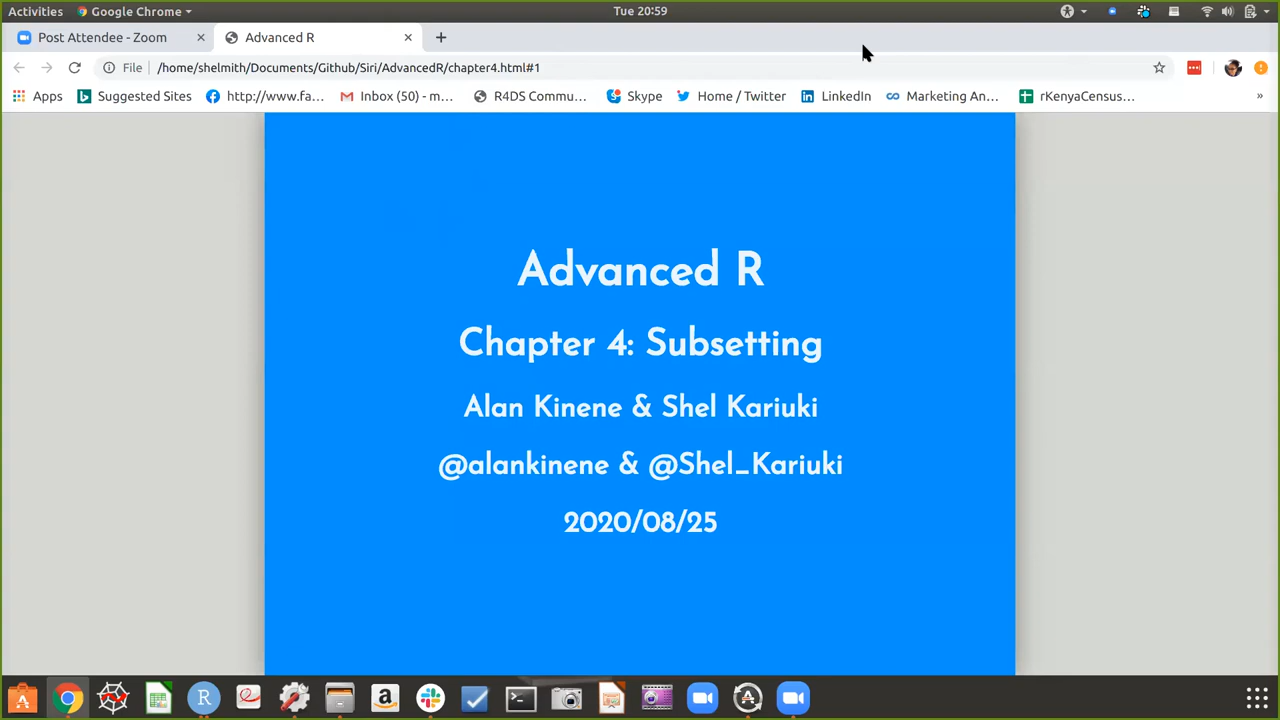 Activities Google Chrome Tue 20:59
Post Attendee - Zoom Advanced R
File /home/shelmith/Documents/Github/Siri/AdvancedR/chapter4.html#1
Apps Suggested Sites http://www.fa... Inbox (50) - m... R4DS Commu... Skype Home / Twitter LinkedIn Marketing An... rKenyaCensus... »
Advanced R
Chapter 4: Subsetting
Alan Kinene & Shel Kariuki
@alankinene & @Shel_Kariuki
2020/08/25